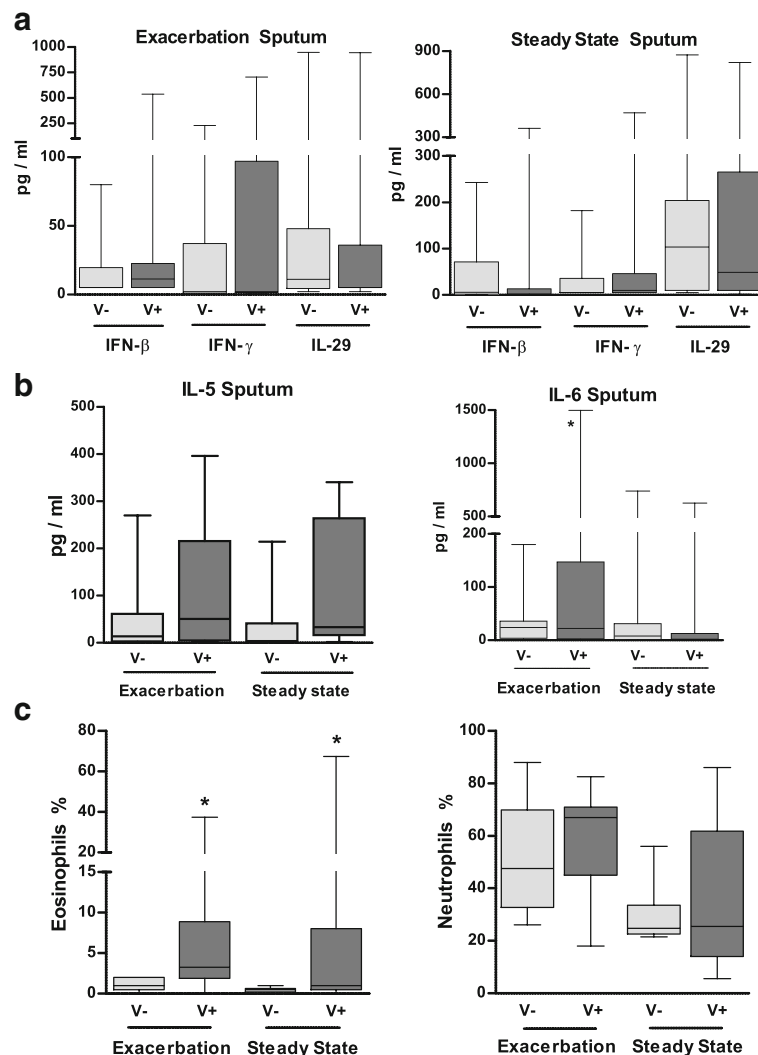 a
Exacerbation Sputum
Steady State Sputum
pg / ml
1000
750
500
250
100
50
0
V- V+ V- V+ V- V+
IFN-β IFN-γ IL-29
pg / ml
900
600
300
300
200
100
0
V- V+ V- V+ V- V+
IFN-β IFN-γ IL-29
b
IL-5 Sputum
IL-6 Sputum
pg / ml
500
400
300
200
100
0
V- V+ V- V+
Exacerbation Steady state
pg / ml
1500
1000
500
200
100
0
*
V- V+ V- V+
Exacerbation Steady state
c
Eosinophils %
80
60
40
20
15
10
5
0
* *
V- V+ V- V+
Exacerbation Steady State
Neutrophils %
100
80
60
40
20
0
V- V+ V- V+
Exacerbation Steady State